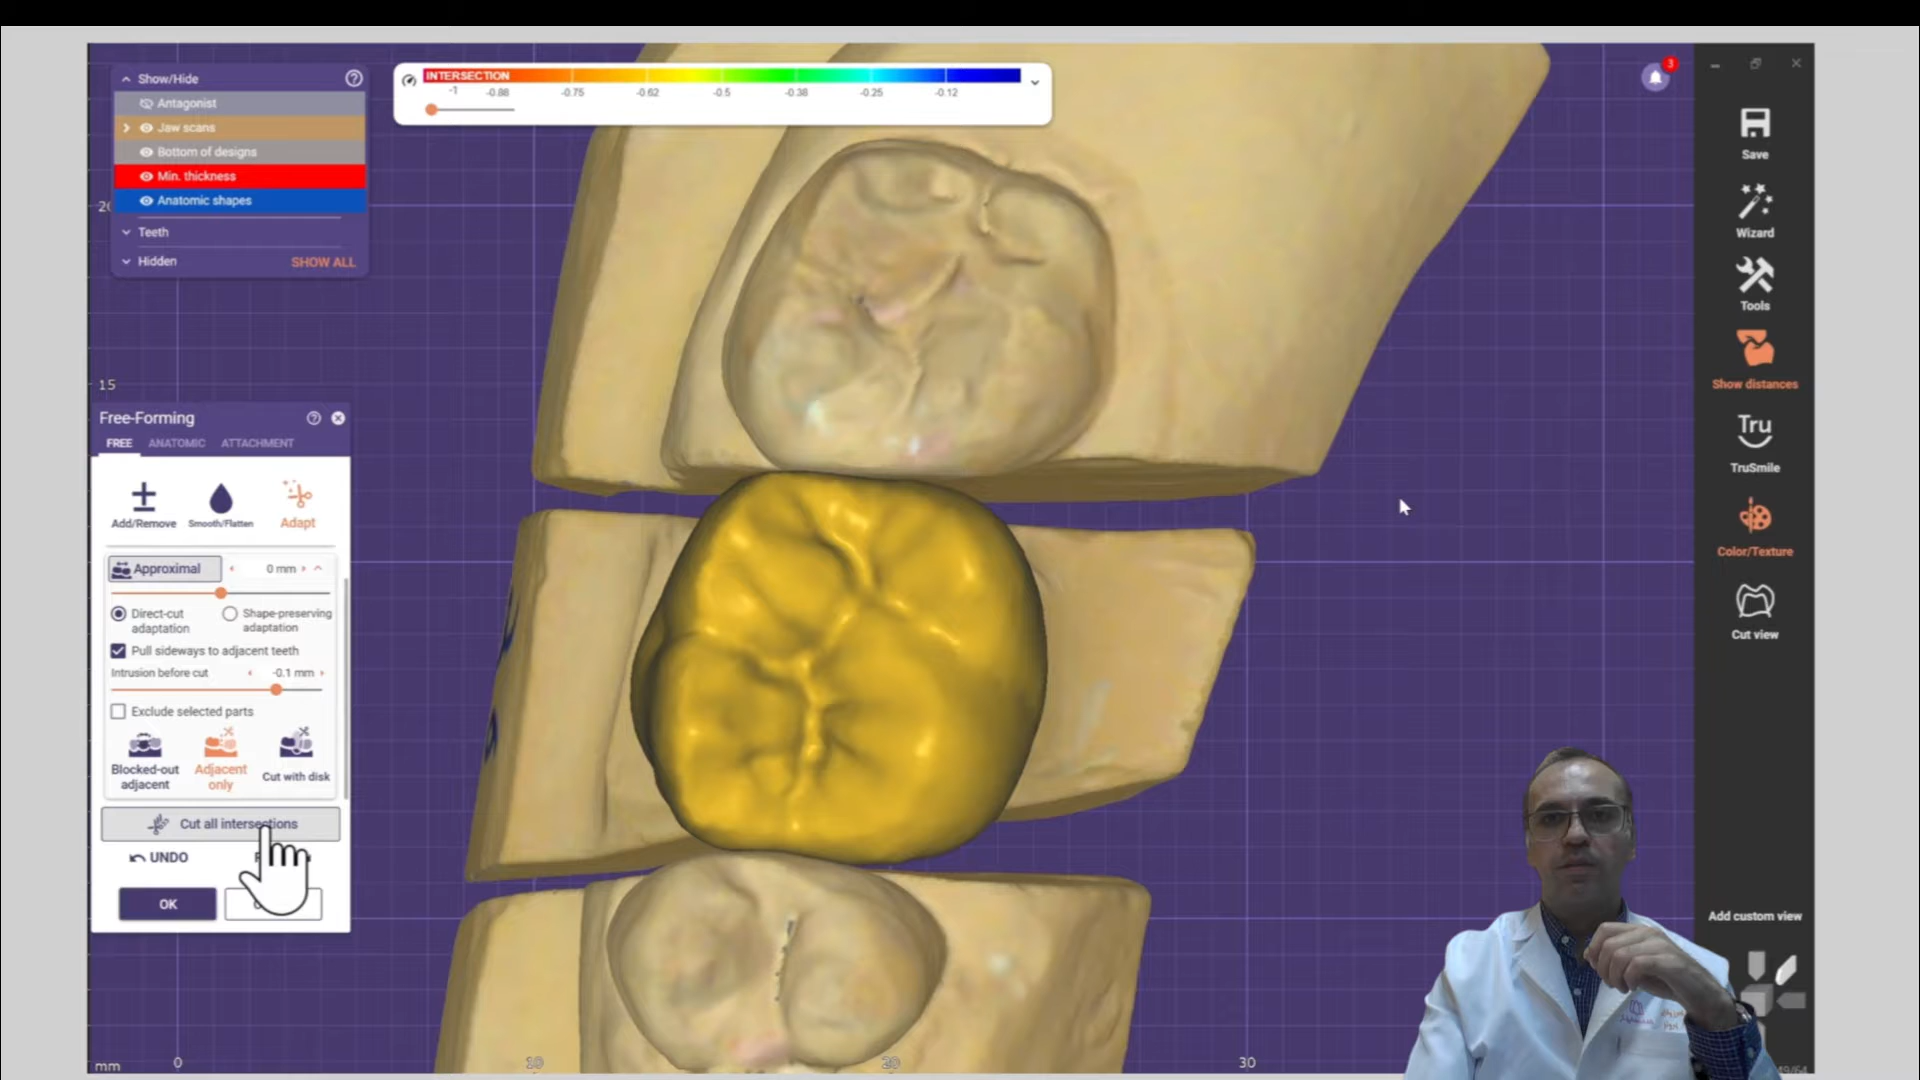 Show/Hide
Antagonist
Jaw scans
Bottom of designs
Min. thickness
Anatomic shapes
Teeth
Hidden SHOW ALL
INTERSECTION
-1 -0.88 -0.75 -0.62 -0.5 -0.38 -0.25 -0.12
3
Save
Wizard
Tools
Show distances
Tru
TruSmile
Color/Texture
Cut view
Add custom view
15
Free-Forming
FREE ANATOMIC ATTACHMENT
Add/Remove Smooth/Flatten Adapt
Approximal 0 mm
Direct-cut adaptation
Shape-preserving adaptation
Pull sideways to adjacent teeth
Intrusion before cut -0.1 mm
Exclude selected parts
Blocked-out adjacent
Adjacent only
Cut with disk
Cut all intersections
UNDO
OK
mm 0 10 20 30